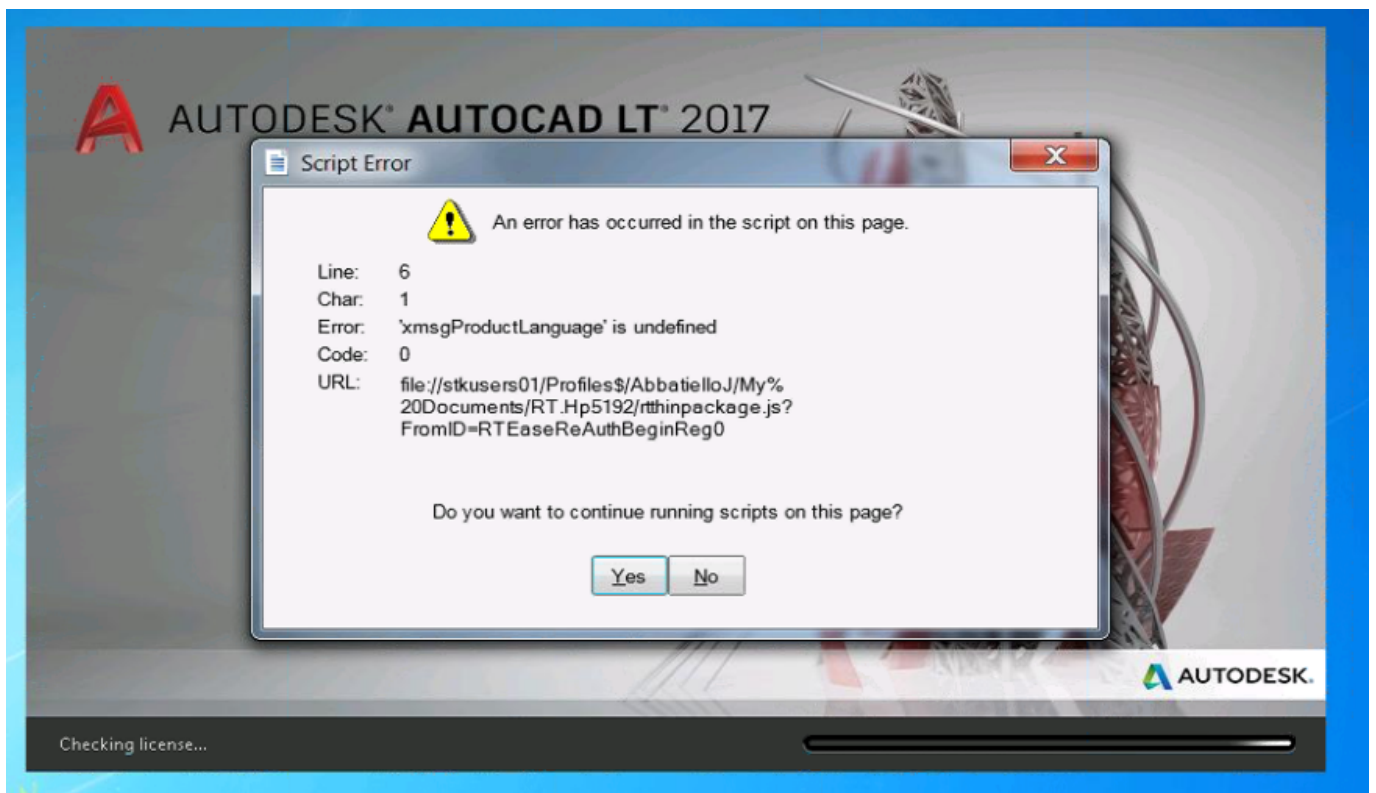 AUTODESK® AUTOCAD LT® 2017
Script Error
An error has occurred in the script on this page.
Line: 6
Char: 1
Error: 'xmsgProductLanguage' is undefined
Code: 0
URL: file://stkusers01/Profiles$/AbbatielloJ/My%
20Documents/RT.Hp5192/rtthinpackage.js?
FromID=RTEaseReAuthBeginReg0
Do you want to continue running scripts on this page?
Yes No
AUTODESK.
Checking license...